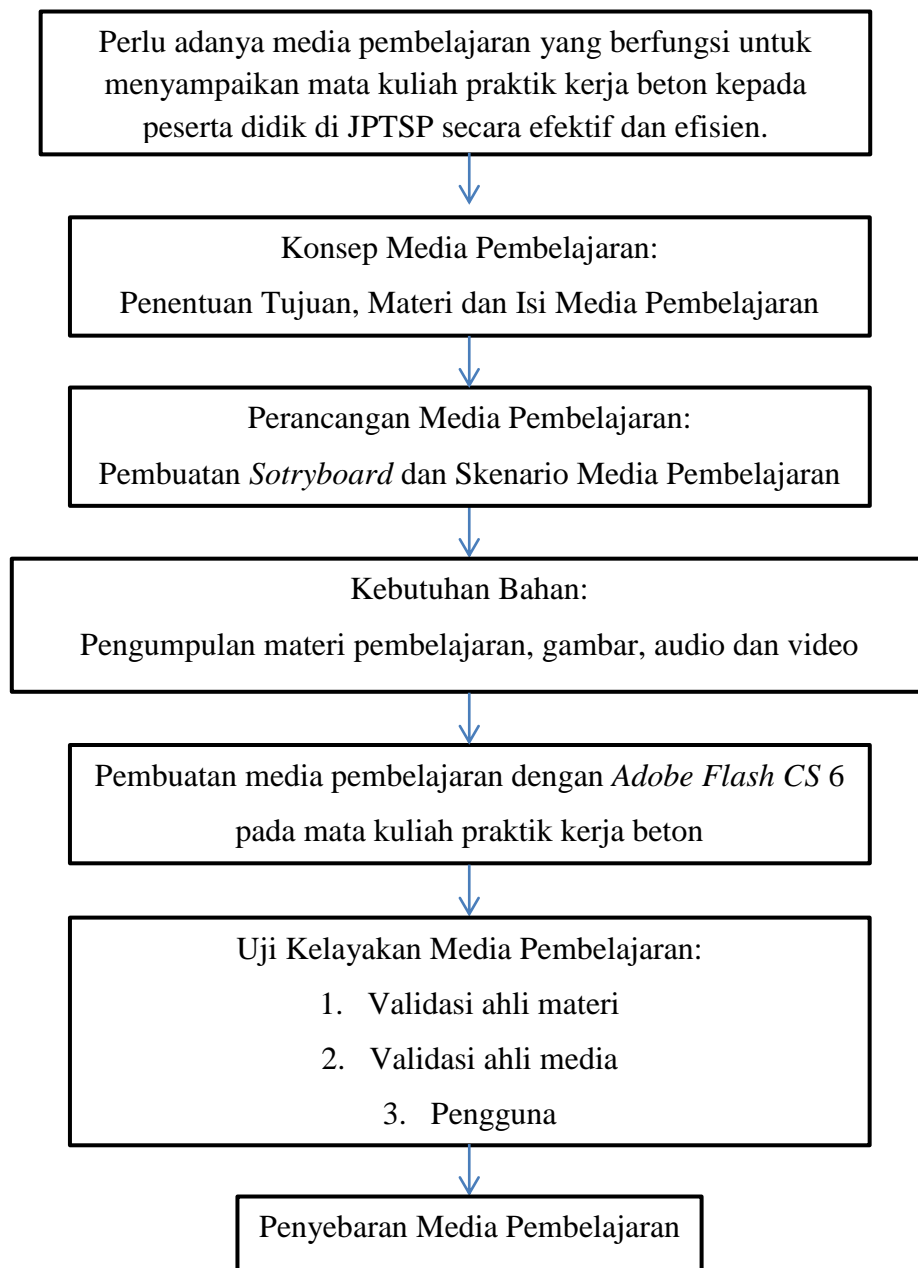 Perlu adanya media pembelajaran yang berfungsi untuk
menyampaikan mata kuliah praktik kerja beton kepada
peserta didik di JPTSP secara efektif dan efisien.
Konsep Media Pembelajaran:
Penentuan Tujuan, Materi dan Isi Media Pembelajaran
Perancangan Media Pembelajaran:
Pembuatan Sotryboard dan Skenario Media Pembelajaran
Kebutuhan Bahan:
Pengumpulan materi pembelajaran, gambar, audio dan video
Pembuatan media pembelajaran dengan Adobe Flash CS 6
pada mata kuliah praktik kerja beton
Uji Kelayakan Media Pembelajaran:
1. Validasi ahli materi
2. Validasi ahli media
3. Pengguna
Penyebaran Media Pembelajaran